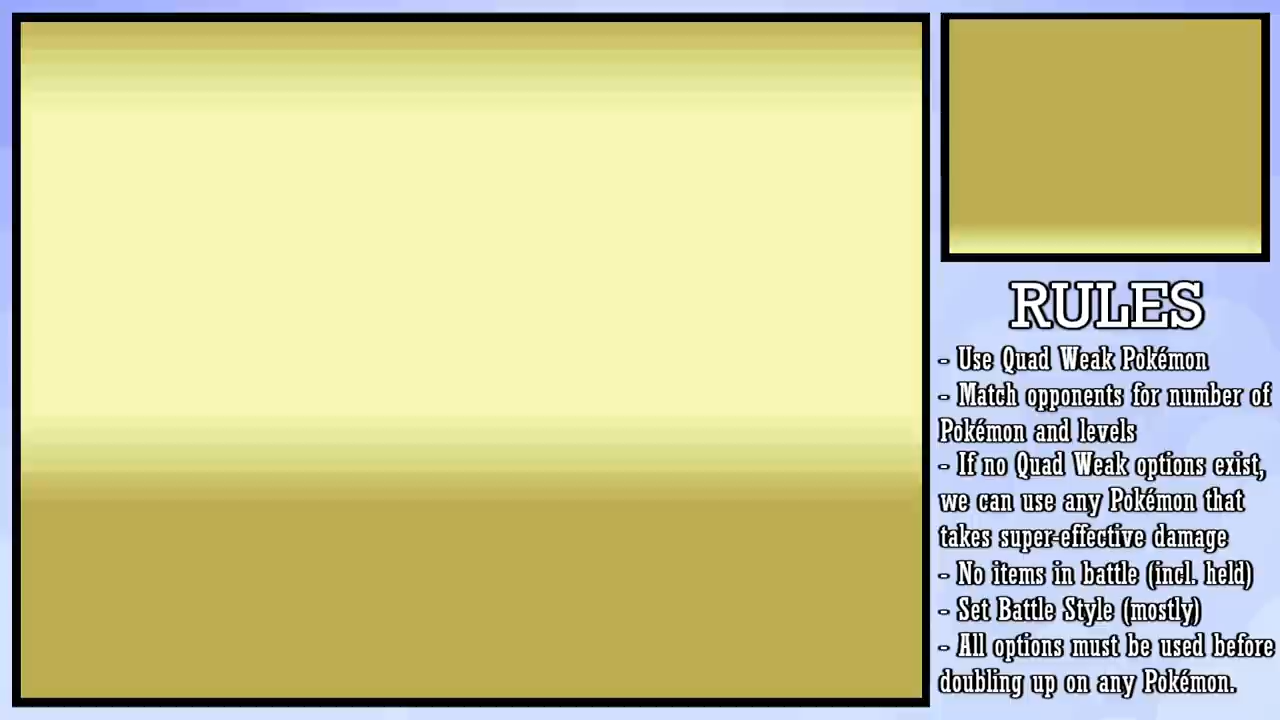 RULES
- Use Quad Weak Pokémon
- Match opponents for number of
Pokémon and levels
- If no Quad Weak options exist,
we can use any Pokémon that
takes super-effective damage
- No items in battle (incl. held)
- Set Battle Style (mostly)
- All options must be used before
doubling up on any Pokémon.